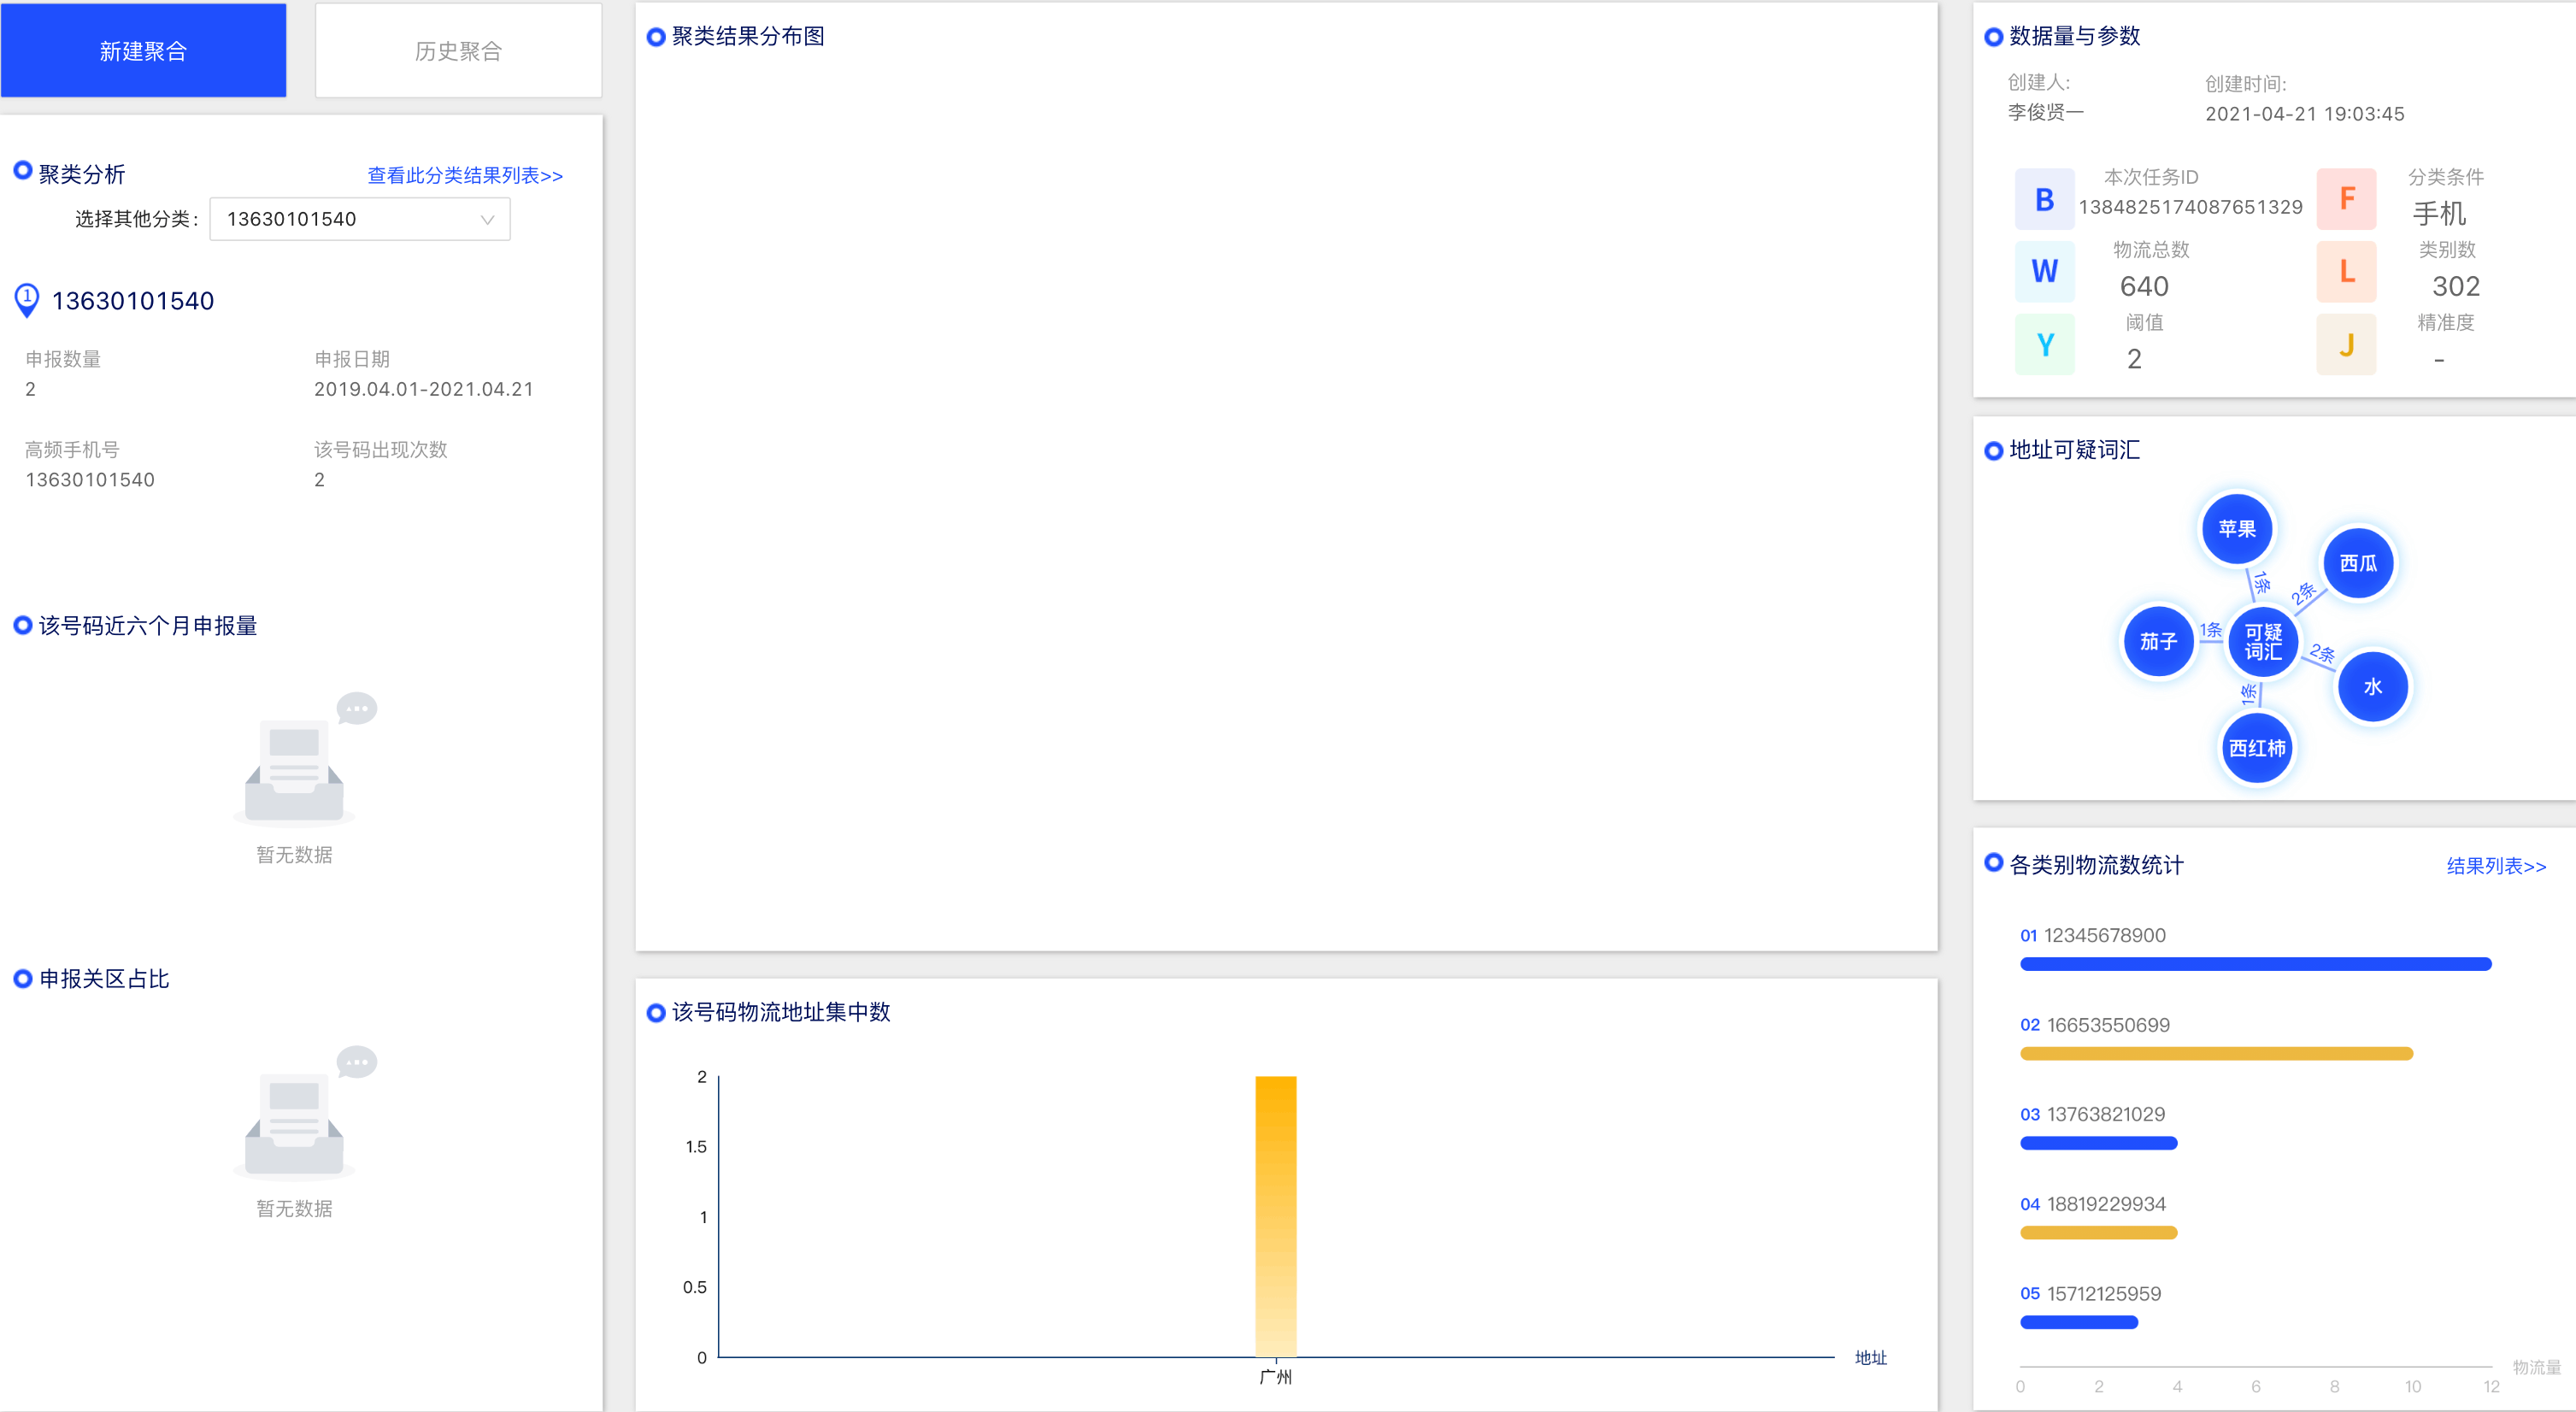 新建聚合
历史聚合
聚类分析
查看此分类结果列表>>
选择其他分类：
13630101540
1
13630101540
申报数量
申报日期
2
2019.04.01-2021.04.21
高频手机号
该号码出现次数
13630101540
2
该号码近六个月申报量
暂无数据
申报关区占比
暂无数据
聚类结果分布图
该号码物流地址集中数
2
1.5
1
0.5
0
地址
广州
数据量与参数
创建人:
创建时间:
李俊贤一
2021-04-21 19:03:45
B
本次任务ID
1384825174087651329
F
分类条件
手机
W
物流总数
640
L
类别数
302
Y
阈值
2
J
精准度
-
地址可疑词汇
苹果
西瓜
1条
2条
茄子
1条
可疑
词汇
2条
水
1条
西红柿
各类别物流数统计
结果列表>>
01 12345678900
02 16653550699
03 13763821029
04 18819229934
05 15712125959
物流量
0 2 4 6 8 10 12